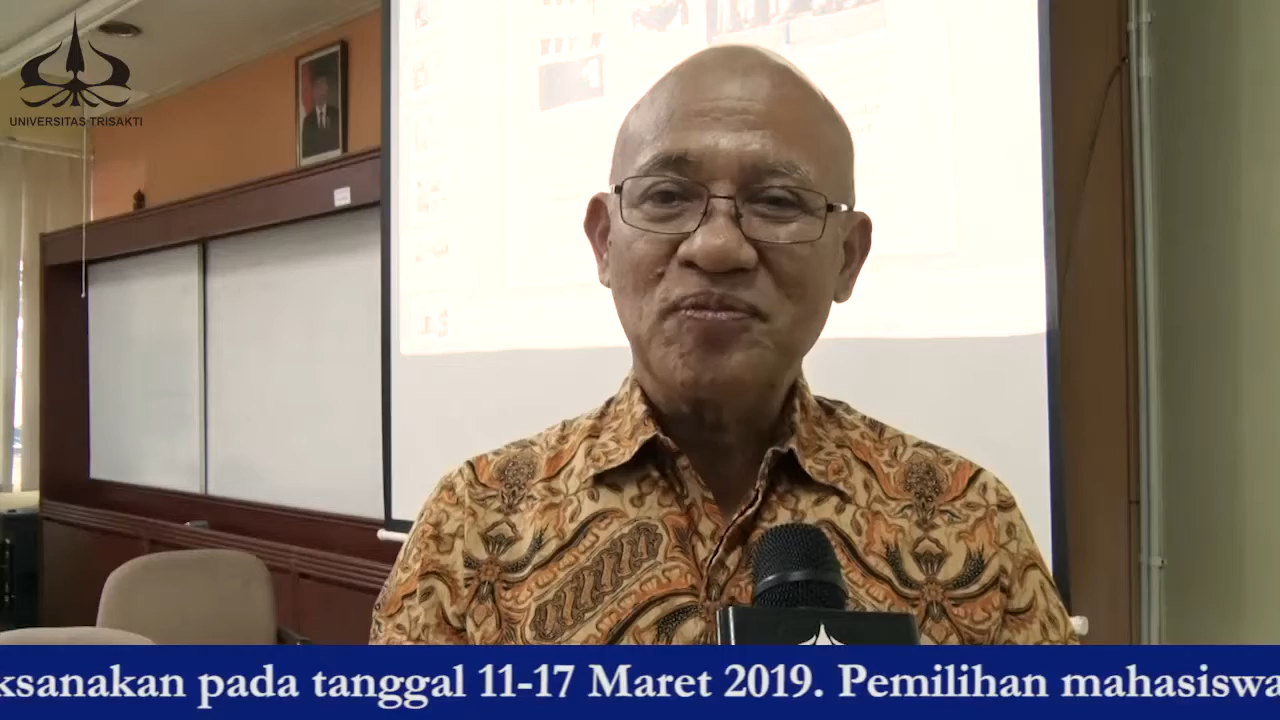 UNIVERSITAS TRISAKTI
ksanakan pada tanggal 11-17 Maret 2019. Pemilihan mahasiswa